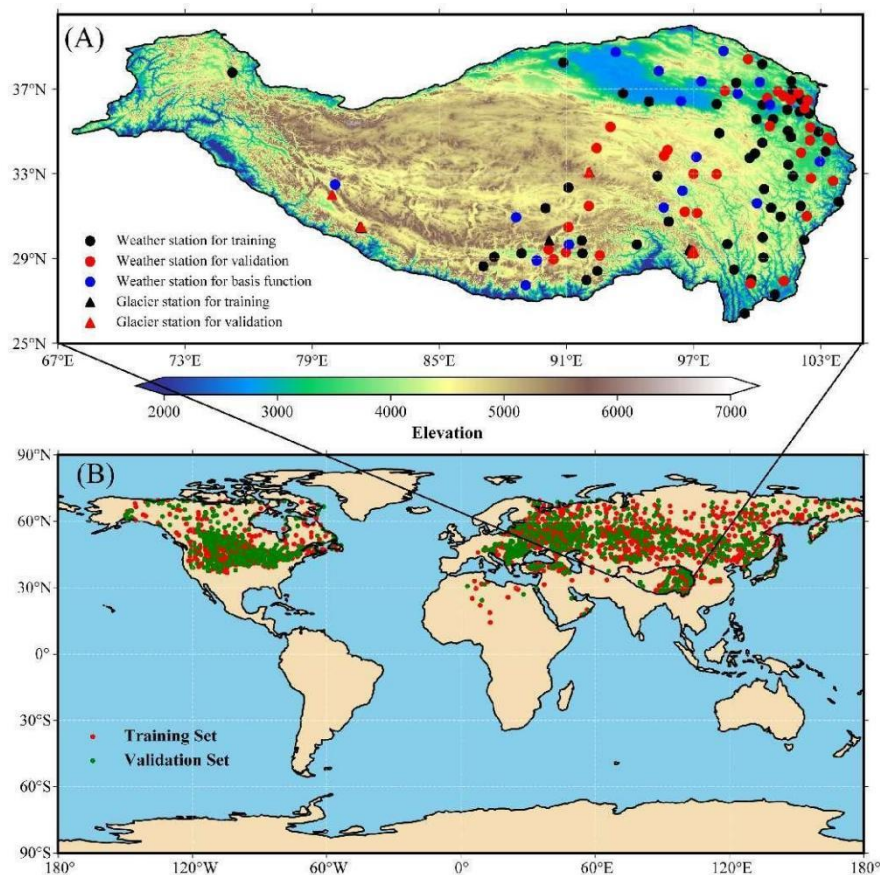 (A)
37°N
33°N
29°N
25°N
Weather station for training
Weather station for validation
Weather station for basis function
Glacier station for training
Glacier station for validation
67°E 73°E 79°E 85°E 91°E 97°E 103°E
2000 3000 4000 5000 6000 7000
Elevation
(B)
90°N
60°N
30°N
0°
30°S
60°S
90°S
Training Set
Validation Set
180° 120°W 60°W 0° 60°E 120°E 180°